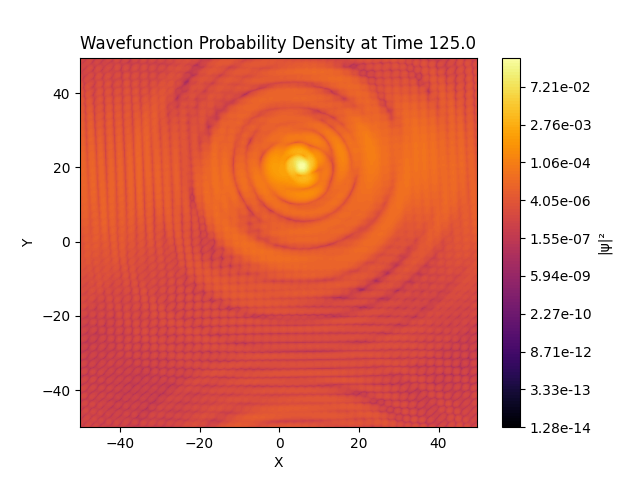 Wavefunction Probability Density at Time 125.0
40
20
0
−20
−40
Y
−40
−20
0
20
40
X
7.21e-02
2.76e-03
1.06e-04
4.05e-06
1.55e-07
5.94e-09
2.27e-10
8.71e-12
3.33e-13
1.28e-14
|ψ|²